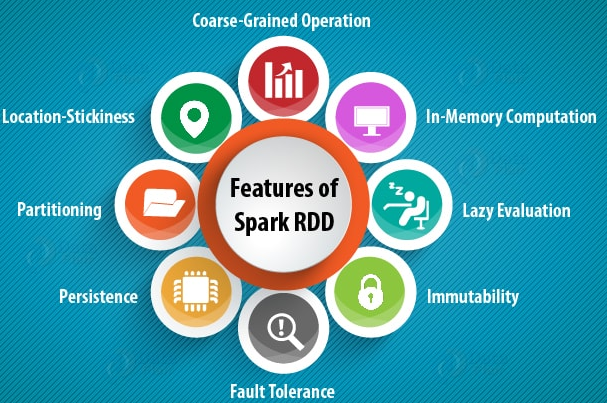 Coarse-Grained Operation
Location-Stickiness
In-Memory Computation
Features of
Spark RDD
Partitioning
Lazy Evaluation
zZ
Persistence
Immutability
!
Fault Tolerance